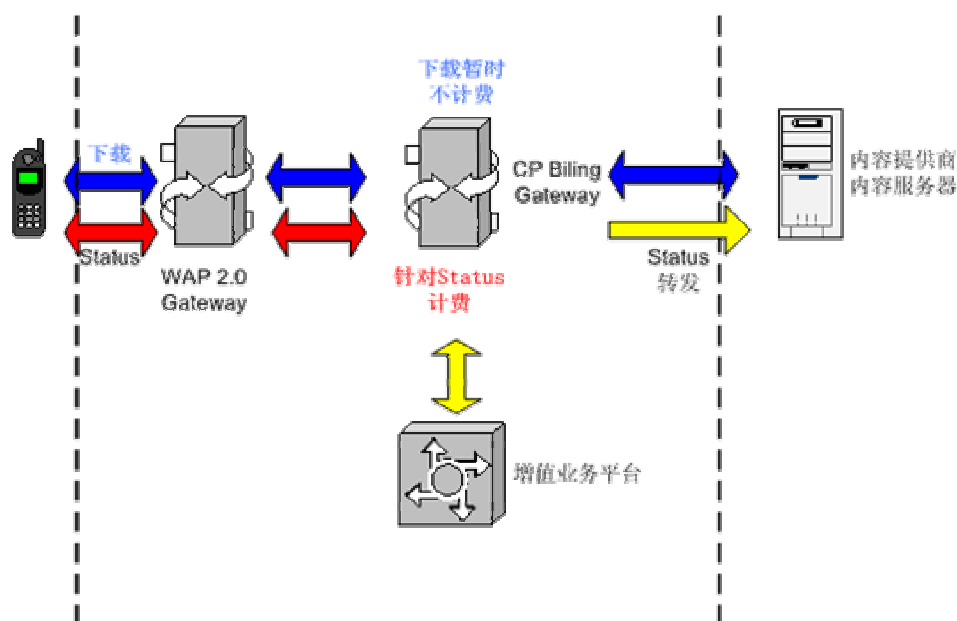 下载暂时
不计费
下载
CP Biling
Gateway
内容提供商
内容服务器
Status
WAP 2.0
Gateway
针对Status
计费
Status
转发
增值业务平台